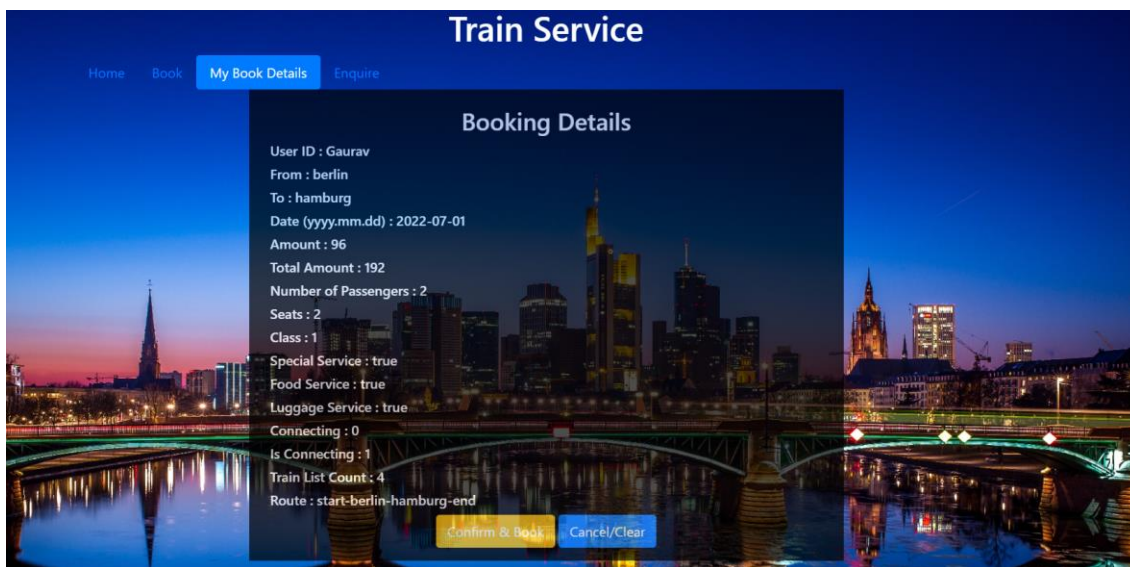 Train Service
Home Book My Book Details Enquire
Booking Details
User ID : Gaurav
From : berlin
To : hamburg
Date (yyyy.mm.dd) : 2022-07-01
Amount : 96
Total Amount : 192
Number of Passengers : 2
Seats : 2
Class : 1
Special Service : true
Food Service : true
Luggage Service : true
Connecting : 0
Is Connecting : 1
Train List Count : 4
Route : start-berlin-hamburg-end
Confirm & Book Cancel/Clear